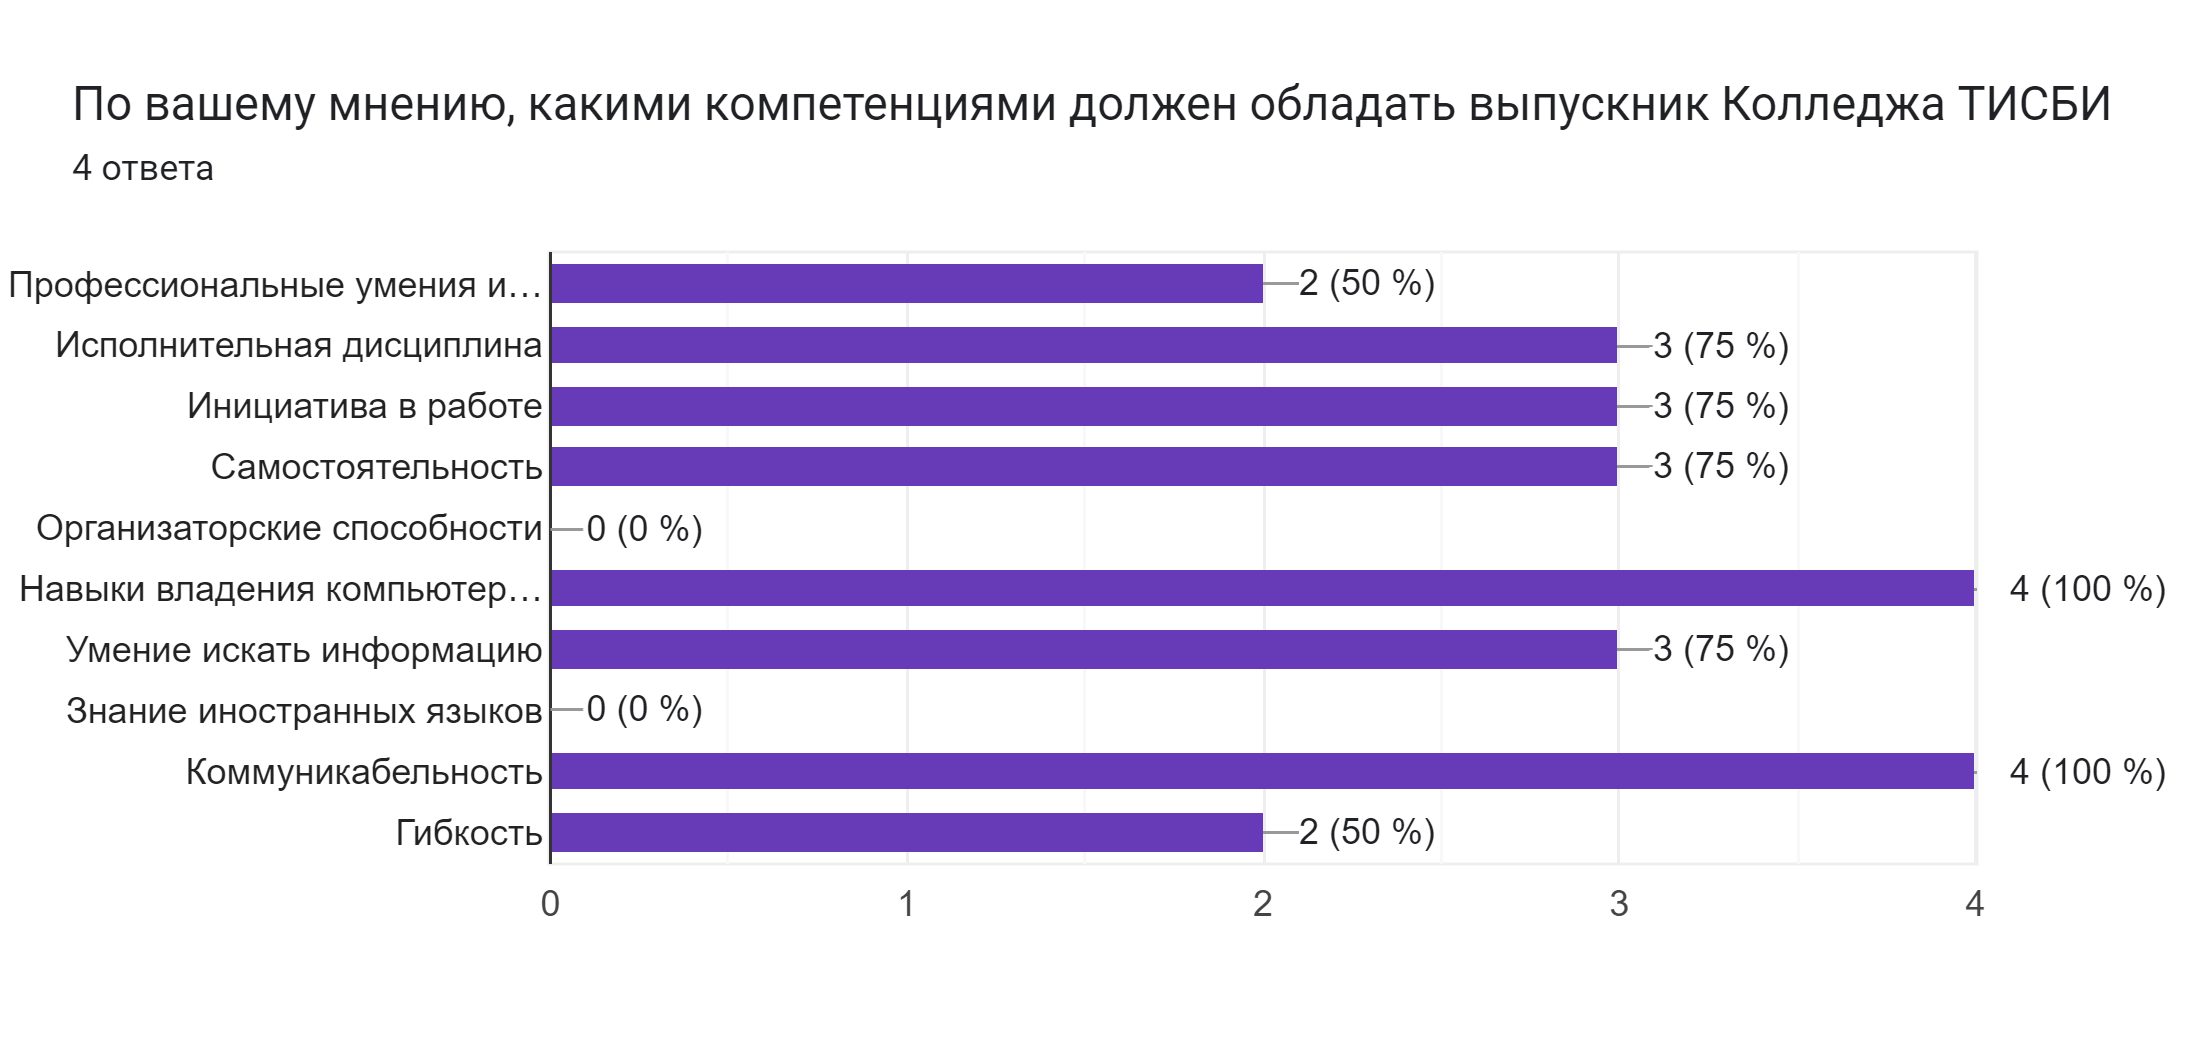 По вашему мнению, какими компетенциями должен обладать выпускник Колледжа ТИСБИ
4 ответа
Профессиональные умения и… 2 (50 %)
Исполнительная дисциплина 3 (75 %)
Инициатива в работе 3 (75 %)
Самостоятельность 3 (75 %)
Организаторские способности 0 (0 %)
Навыки владения компьютер… 4 (100 %)
Умение искать информацию 3 (75 %)
Знание иностранных языков 0 (0 %)
Коммуникабельность 4 (100 %)
Гибкость 2 (50 %)
0 1 2 3 4